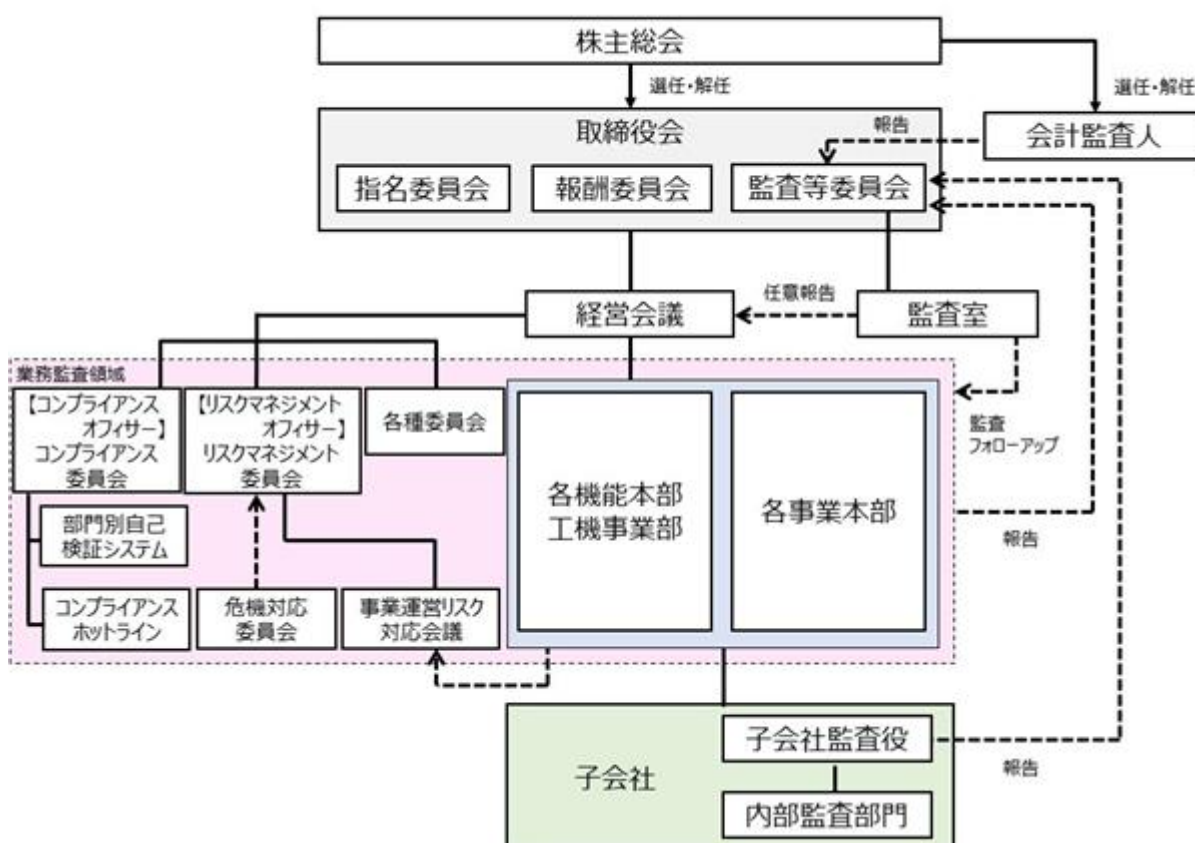 株主総会
選任・解任
選任・解任
取締役会
報告
会計監査人
指名委員会
報酬委員会
監査等委員会
経営会議
任意報告
監査室
業務監査領域
【コンプライアンス
オフィサー】
コンプライアンス
委員会
【リスクマネジメント
オフィサー】
リスクマネジメント
委員会
各種委員会
監査
フォローアップ
各機能本部
工機事業部
各事業本部
部門別自己
検証システム
報告
コンプライアンス
ホットライン
危機対応
委員会
事業運営リスク
対応会議
子会社
子会社監査役
報告
内部監査部門